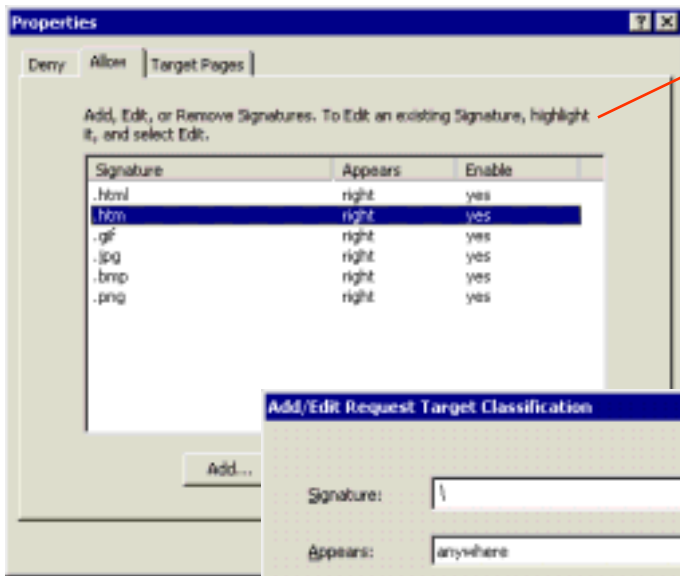 Properties
Deny Allow Target Pages
Add, Edit, or Remove Signatures. To Edit an existing Signature, highlight
it, and select Edit.
Signature Appears Enable
.html right yes
.htm right yes
.gif right yes
.jpg right yes
.bmp right yes
.png right yes
Add/Edit Request Target Classification
Add...
Signature: \
Appears: anywhere